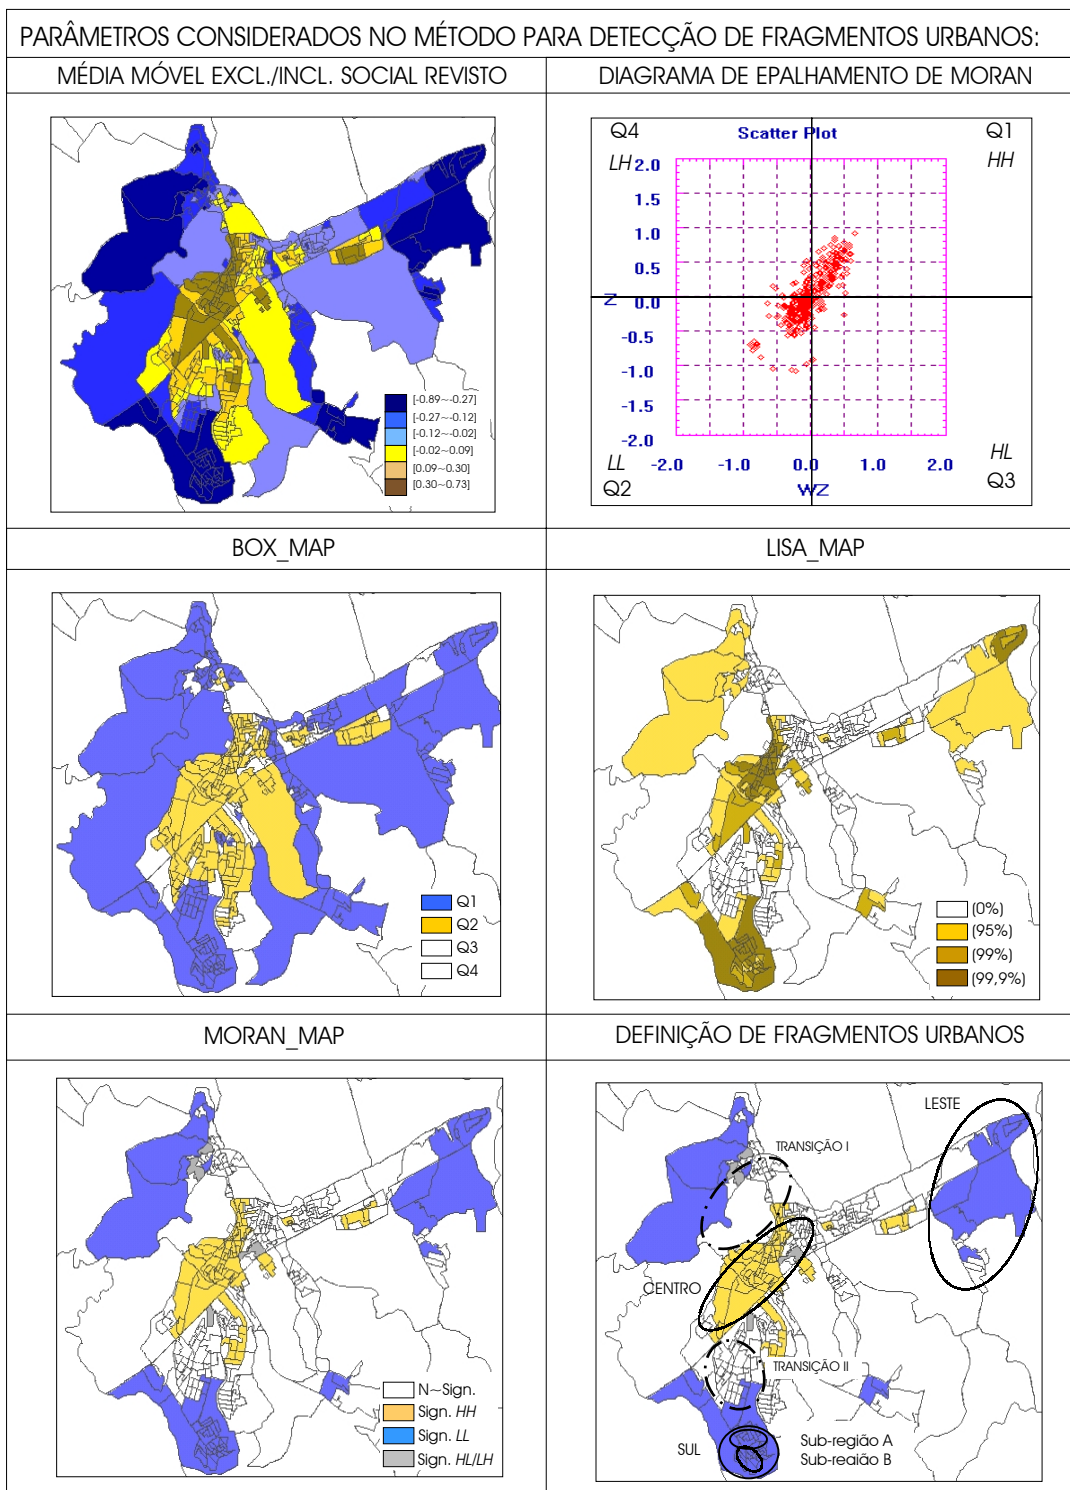 PARÂMETROS CONSIDERADOS NO MÉTODO PARA DETECÇÃO DE FRAGMENTOS URBANOS:
MÉDIA MÓVEL EXCL./INCL. SOCIAL REVISTO
DIAGRAMA DE EPALHAMENTO DE MORAN
[-0.89~-0.27]
[-0.27~-0.12]
[-0.12~-0.02]
[-0.02~0.09]
[0.09~0.30]
[0.30~0.73]
Q4
Scatter Plot
Q1
LH
HH
2.0
1.5
1.0
0.5
0.0
-0.5
-1.0
-1.5
-2.0
Z
-2.0 -1.0 0.0 1.0 2.0
WZ
LL
Q2
HL
Q3
BOX_MAP
LISA_MAP
Q1
Q2
Q3
Q4
(0%)
(95%)
(99%)
(99,9%)
MORAN_MAP
DEFINIÇÃO DE FRAGMENTOS URBANOS
N~Sign.
Sign. HH
Sign. LL
Sign. HL/LH
LESTE
TRANSIÇÃO I
CENTRO
TRANSIÇÃO II
SUL
Sub-região A
Sub-reaião B